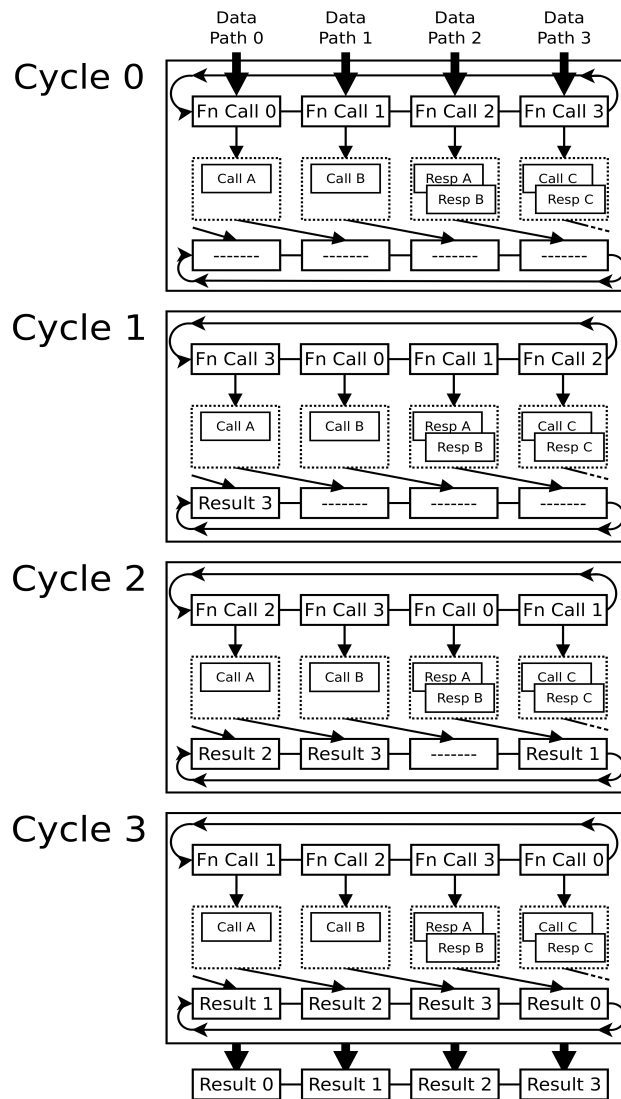 Data Data Data Data
Path 0 Path 1 Path 2 Path 3
Cycle 0
Fn Call 0 Fn Call 1 Fn Call 2 Fn Call 3
Call A Call B Resp A Call C
Resp B Resp C
------- ------- ------- -------
Cycle 1
Fn Call 3 Fn Call 0 Fn Call 1 Fn Call 2
Call A Call B Resp A Call C
Resp B Resp C
Result 3 ------- ------- -------
Cycle 2
Fn Call 2 Fn Call 3 Fn Call 0 Fn Call 1
Call A Call B Resp A Call C
Resp B Resp C
Result 2 Result 3 ------- Result 1
Cycle 3
Fn Call 1 Fn Call 2 Fn Call 3 Fn Call 0
Call A Call B Resp A Call C
Resp B Resp C
Result 1 Result 2 Result 3 Result 0
Result 0 Result 1 Result 2 Result 3